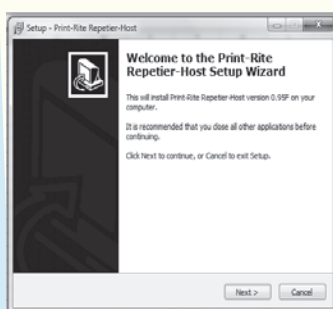 Setup - Print-Rite Repetier-Host
Welcome to the Print-Rite
Repetier-Host Setup Wizard
This will install Print-Rite Repetier-Host version 0.95F on your
computer.
It is recommended that you close all other applications before
continuing.
Click Next to continue, or Cancel to exit Setup.
Next >
Cancel